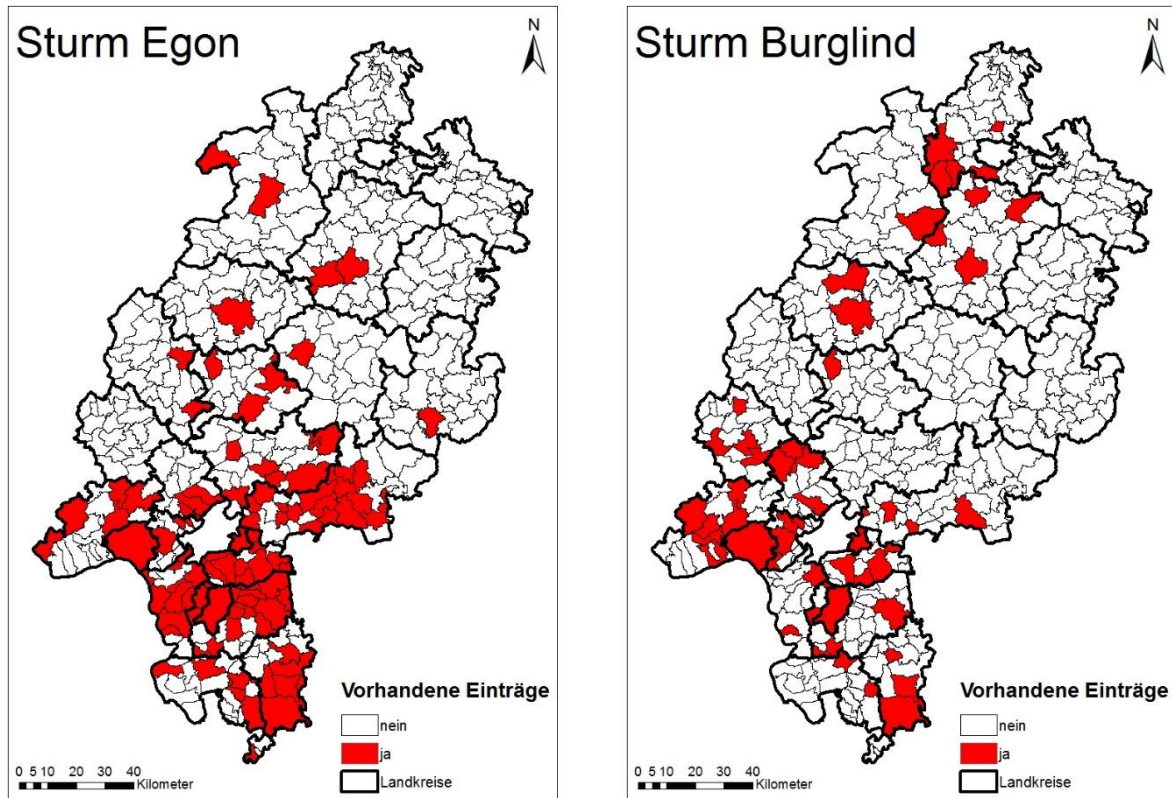 Sturm Egon
N
Vorhandene Einträge
nein
ja
Landkreise
0 5 10 20 30 40
Kilometer
Sturm Burglind
N
Vorhandene Einträge
nein
ja
Landkreise
0 5 10 20 30 40
Kilometer